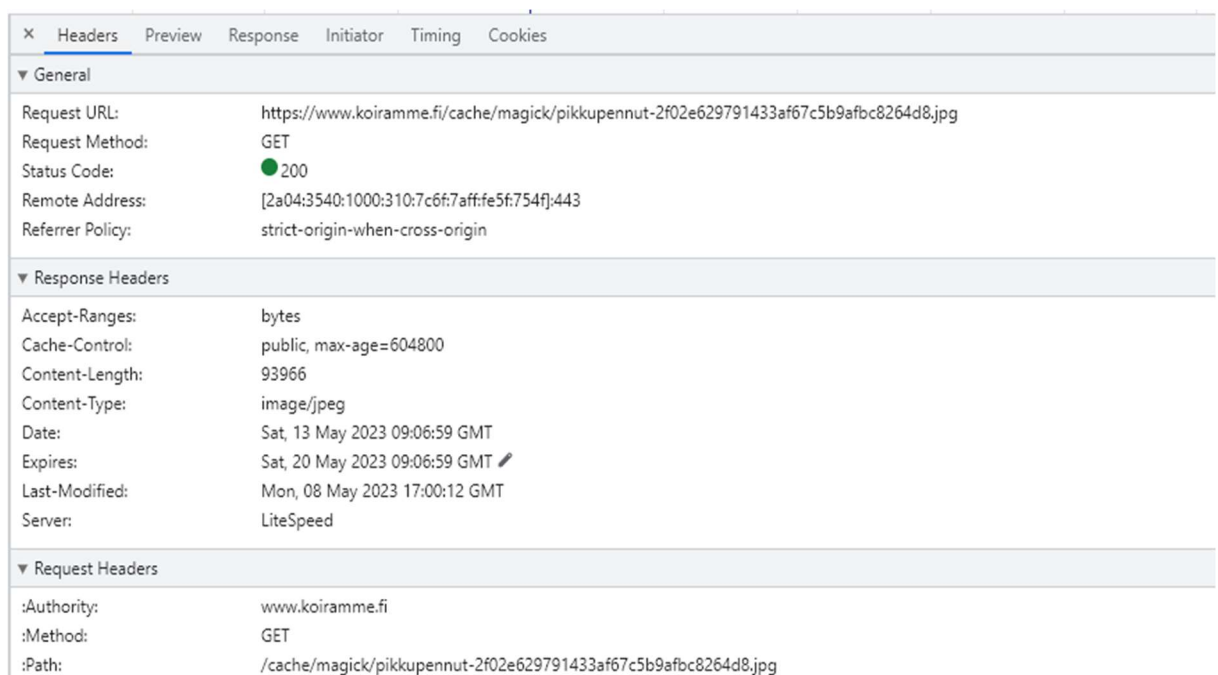 × Headers Preview Response Initiator Timing Cookies
▼ General
Request URL: https://www.koiramme.fi/cache/magick/pikkupennut-2f02e629791433af67c5b9afbc8264d8.jpg
Request Method: GET
Status Code: 200
Remote Address: [2a04:3540:1000:310:7c6f:7aff:fe5f:754f]:443
Referrer Policy: strict-origin-when-cross-origin
▼ Response Headers
Accept-Ranges: bytes
Cache-Control: public, max-age=604800
Content-Length: 93966
Content-Type: image/jpeg
Date: Sat, 13 May 2023 09:06:59 GMT
Expires: Sat, 20 May 2023 09:06:59 GMT
Last-Modified: Mon, 08 May 2023 17:00:12 GMT
Server: LiteSpeed
▼ Request Headers
:Authority: www.koiramme.fi
:Method: GET
:Path: /cache/magick/pikkupennut-2f02e629791433af67c5b9afbc8264d8.jpg